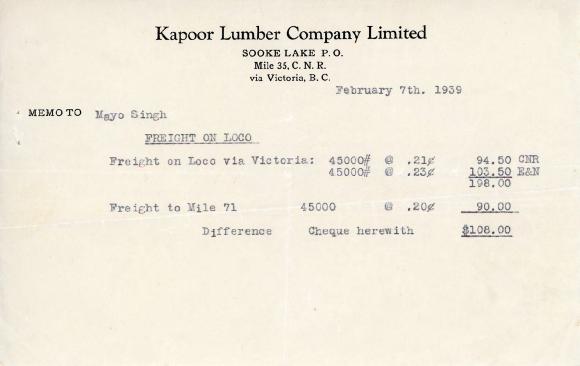 Kapoor Lumber Company Limited
SOOKE LAKE P. O.
Mile 35, C. N. R.
via Victoria, B. C.
February 7th. 1939
MEMO TO Mayo Singh
FREIGHT ON LOCO
Freight on Loco via Victoria: 45000# @ .21¢ 94.50 CNR
45000# @ .23¢ 103.50 E&N
198.00
Freight to Mile 71 45000 @ .20¢ 90.00
Difference Cheque herewith $108.00